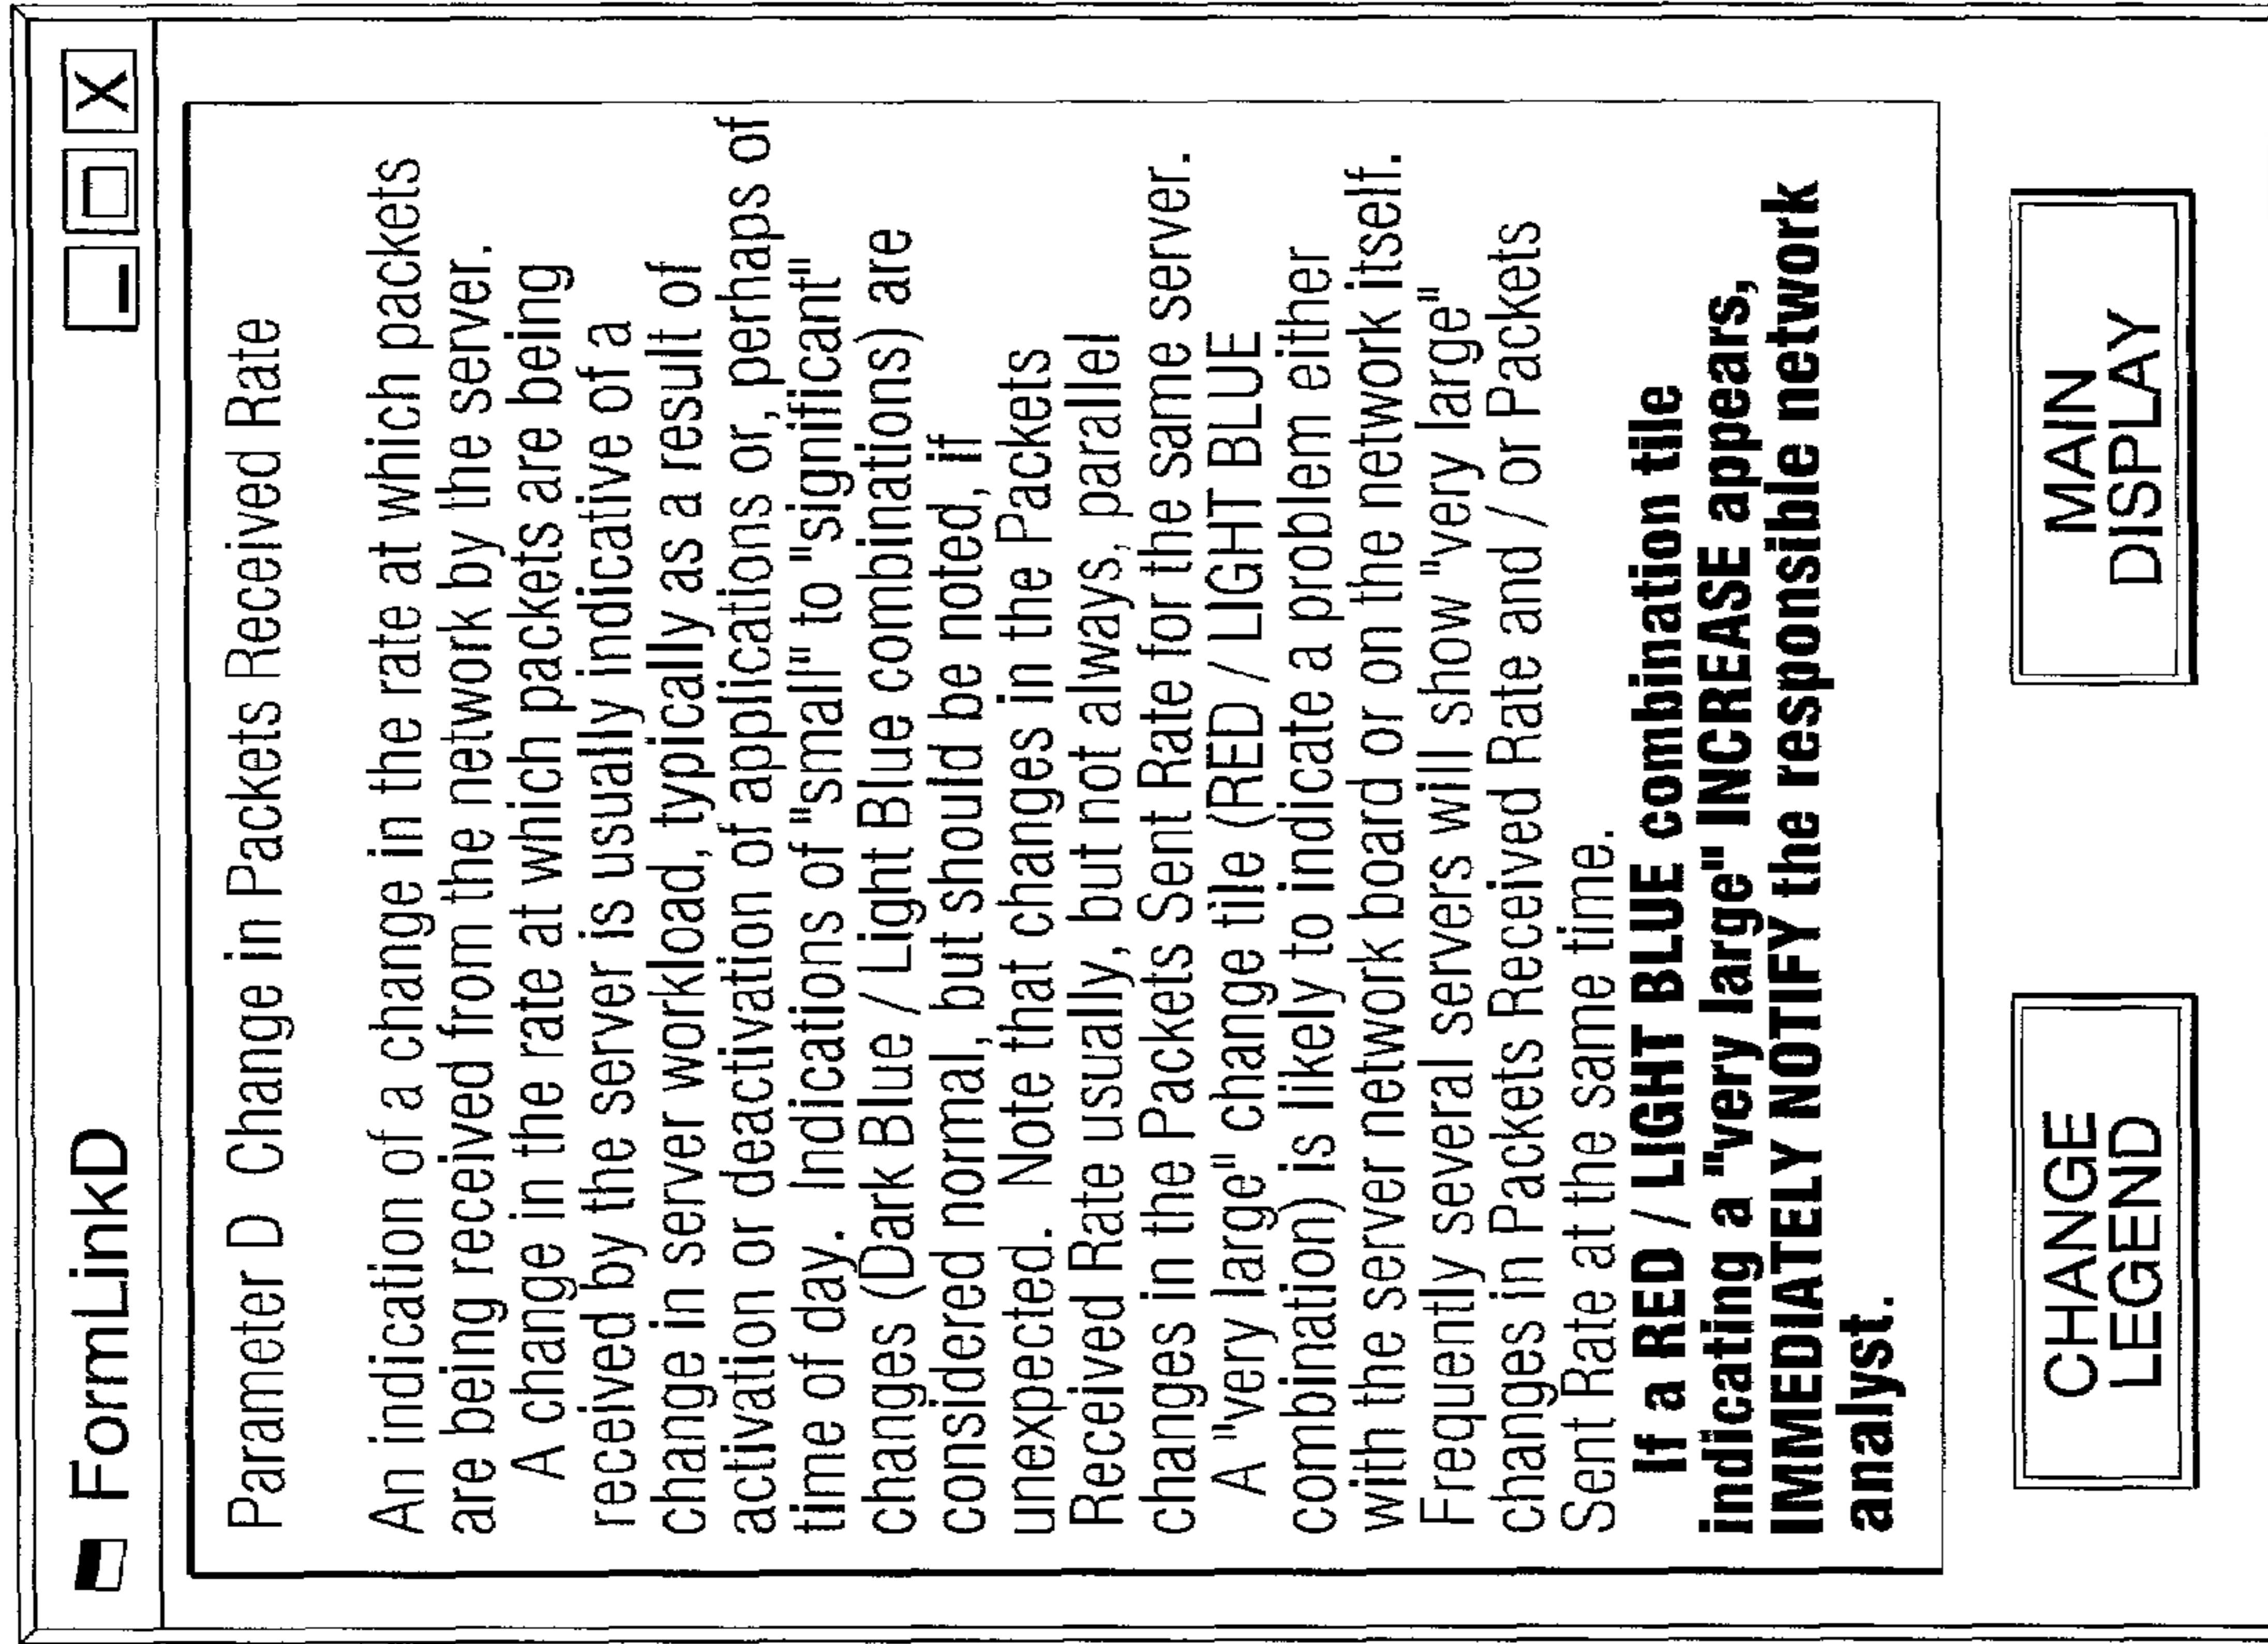 FormLinkD
Parameter D Change in Packets Received Rate
An indication of a change in the rate at which packets
are being received from the network by the server.
A change in the rate at which packets are being
received by the server is usually indicative of a
change in server workload, typically as a result of
activation or deactivation of applications or, perhaps of
time of day. Indications of "small" to "significant"
changes (Dark Blue / Light Blue combinations) are
considered normal, but should be noted, if
unexpected. Note that changes in the Packets
Received Rate usually, but not always, parallel
changes in the Packets Sent Rate for the same server.
A "very large" change tile (RED / LIGHT BLUE
combination) is likely to indicate a problem either
with the server network board or on the network itself.
Frequently several servers will show "very large"
changes in Packets Received Rate and / or Packets
Sent Rate at the same time.
If a RED / LIGHT BLUE combination tile
indicating a "very large" INCREASE appears,
IMMEDIATELY NOTIFY the responsible network
analyst.
CHANGE
LEGEND
MAIN
DISPLAY